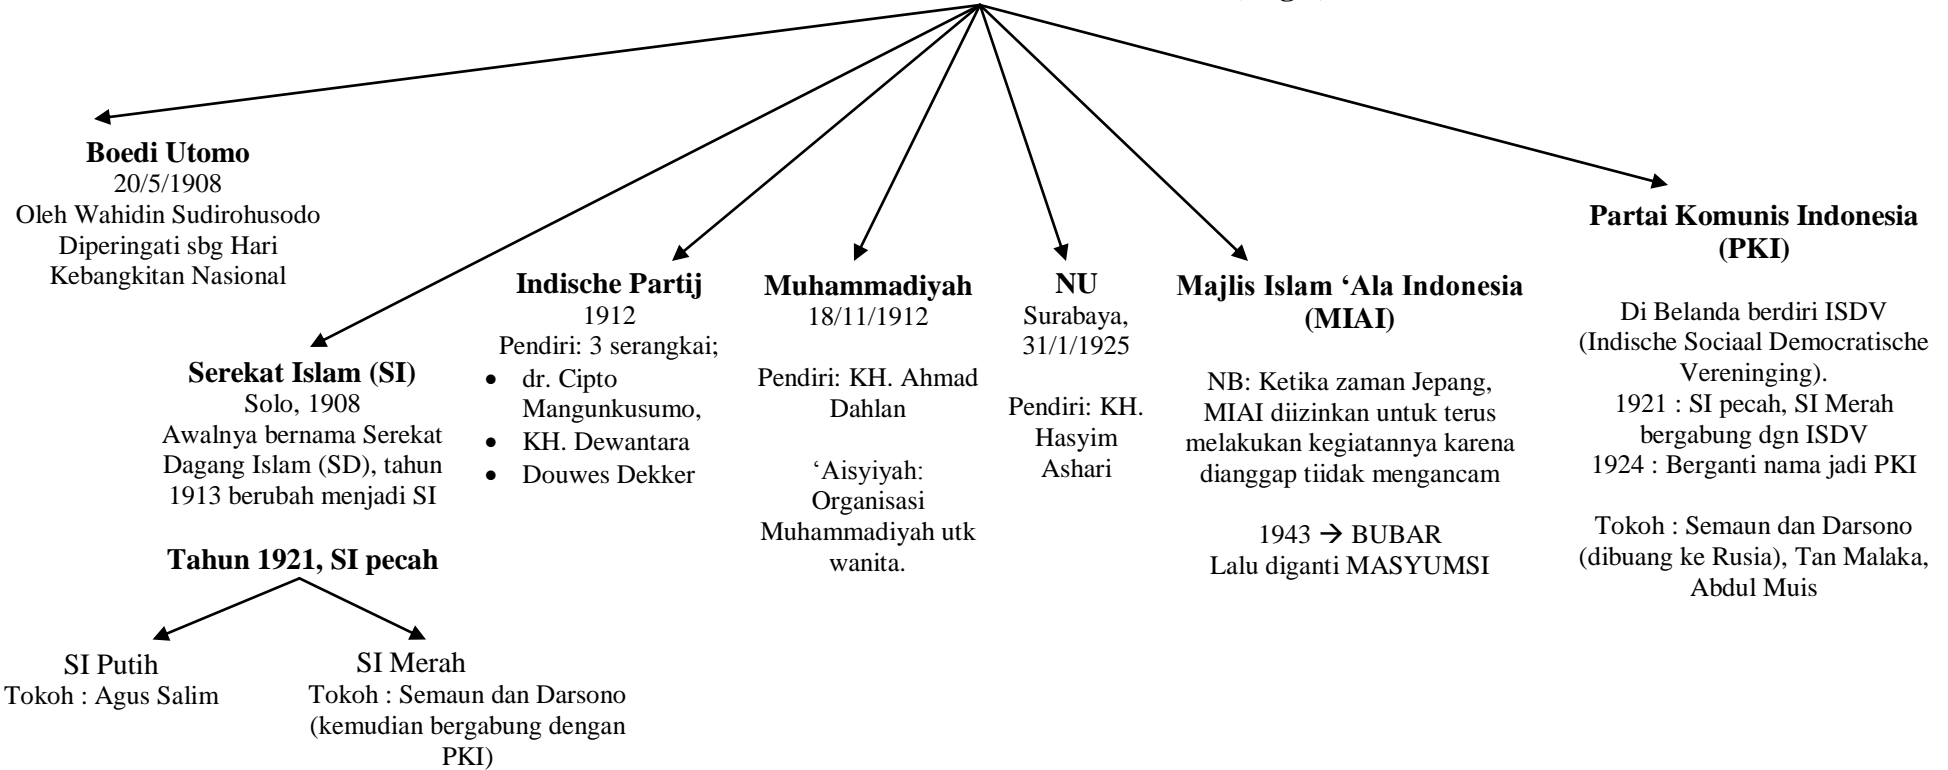 Boedi Utomo
20/5/1908
Oleh Wahidin Sudirohusodo
Diperingati sbg Hari
Kebangkitan Nasional
Serekat Islam (SI)
Solo, 1908
Awalnya bernama Serekat
Dagang Islam (SD), tahun
1913 berubah menjadi SI
Tahun 1921, SI pecah
SI Putih
Tokoh : Agus Salim
SI Merah
Tokoh : Semaun dan Darsono
(kemudian bergabung dengan
PKI)
Indische Partij
1912
Pendiri: 3 serangkai;
• dr. Cipto
Mangunkusumo,
• KH. Dewantara
• Douwes Dekker
Muhammadiyah
18/11/1912
Pendiri: KH. Ahmad
Dahlan
‘Aisyiyah:
Organisasi
Muhammadiyah utk
wanita.
NU
Surabaya,
31/1/1925
Pendiri: KH.
Hasyim
Ashari
Majlis Islam ‘Ala Indonesia
(MIAI)
NB: Ketika zaman Jepang,
MIAI diizinkan untuk terus
melakukan kegiatannya karena
dianggap tiidak mengancam
1943 → BUBAR
Lalu diganti MASYUMSI
Partai Komunis Indonesia
(PKI)
Di Belanda berdiri ISDV
(Indische Sociaal Democratische
Vereninging).
1921 : SI pecah, SI Merah
bergabung dgn ISDV
1924 : Berganti nama jadi PKI
Tokoh : Semaun dan Darsono
(dibuang ke Rusia), Tan Malaka,
Abdul Muis